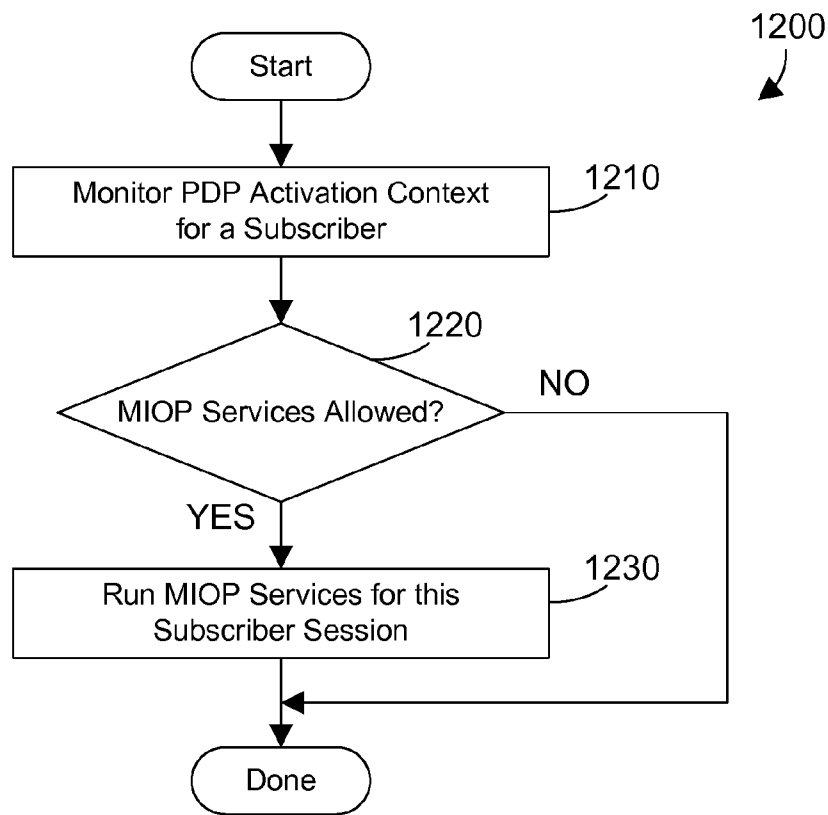 1200
Start
Monitor PDP Activation Context
for a Subscriber
1210
1220
MIOP Services Allowed?
NO
YES
Run MIOP Services for this
Subscriber Session
1230
Done